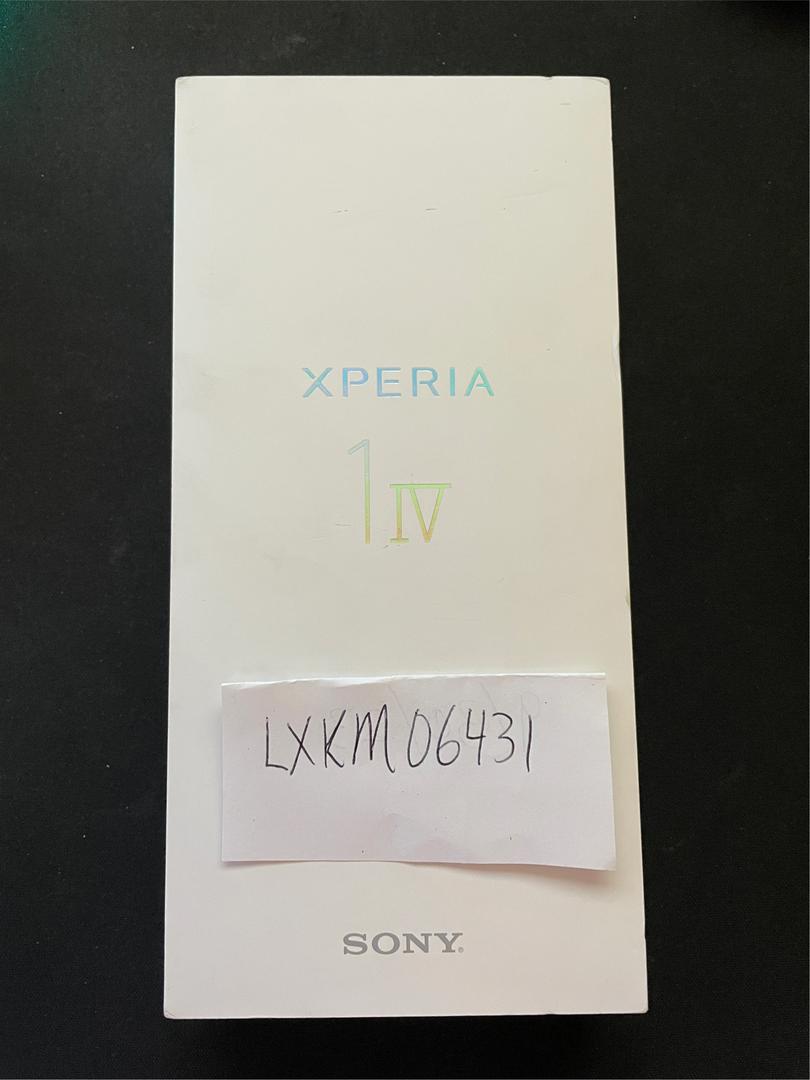 XPERIA
1 IV
LXKM06431
SONY